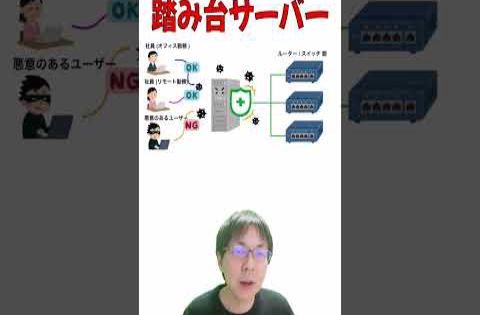 踏み台サーバー
社員(オフィス勤務)
ルーター・スイッチ 群
OK
社員(リモート勤務)
OK
悪意のあるユーザー
NG
悪意のあるユーザー
OK
NG